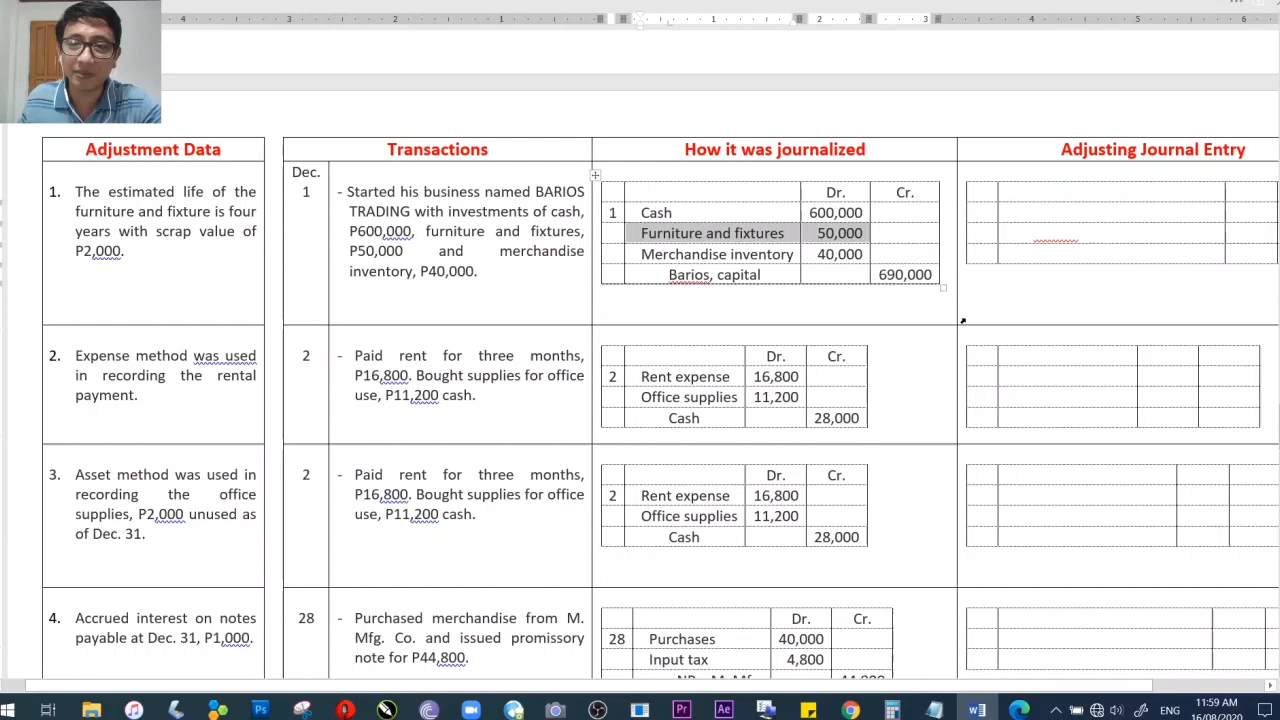 4 3 2 1 1 2 3 4 5 6
Adjustment Data
Transactions
How it was journalized
Adjusting Journal Entry
1. The estimated life of the
furniture and fixture is four
years with scrap value of
P2,000.
Dec.
1
- Started his business named BARIOS
TRADING with investments of cash,
P600,000, furniture and fixtures,
P50,000 and merchandise
inventory, P40,000.
Dr. Cr.
1 Cash 600,000
Furniture and fixtures 50,000
Merchandise inventory 40,000
Barios, capital 690,000
2. Expense method was used
in recording the rental
payment.
2
- Paid rent for three months,
P16,800. Bought supplies for office
use, P11,200 cash.
Dr. Cr.
2 Rent expense 16,800
Office supplies 11,200
Cash 28,000
3. Asset method was used in
recording the office
supplies, P2,000 unused as
of Dec. 31.
2
- Paid rent for three months,
P16,800. Bought supplies for office
use, P11,200 cash.
Dr. Cr.
2 Rent expense 16,800
Office supplies 11,200
Cash 28,000
4. Accrued interest on notes
payable at Dec. 31, P1,000.
28
- Purchased merchandise from M.
Mfg. Co. and issued promissory
note for P44,800.
Dr. Cr.
28 Purchases 40,000
Input tax 4,800
ENG
11:59 AM
16/08/2020